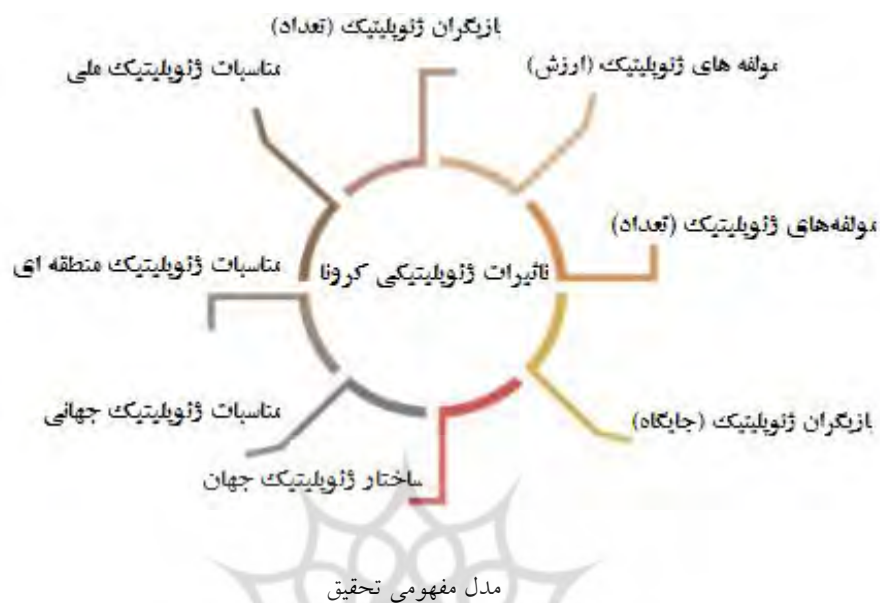 بازیگران ژئوپلیتیک (تعداد)
مولفه های ژئوپلیتیک (ارزش)
مناسبات ژئوپلیتیک ملی
مولفه‌های ژئوپلیتیک (تعداد)
مناسبات ژئوپلیتیک منطقه ای
تاثیرات ژئوپلیتیکی کرونا
مناسبات ژئوپلیتیک جهانی
بازیگران ژئوپلیتیک (جایگاه)
ساختار ژئوپلیتیک جهان
مدل مفهومی تحقیق